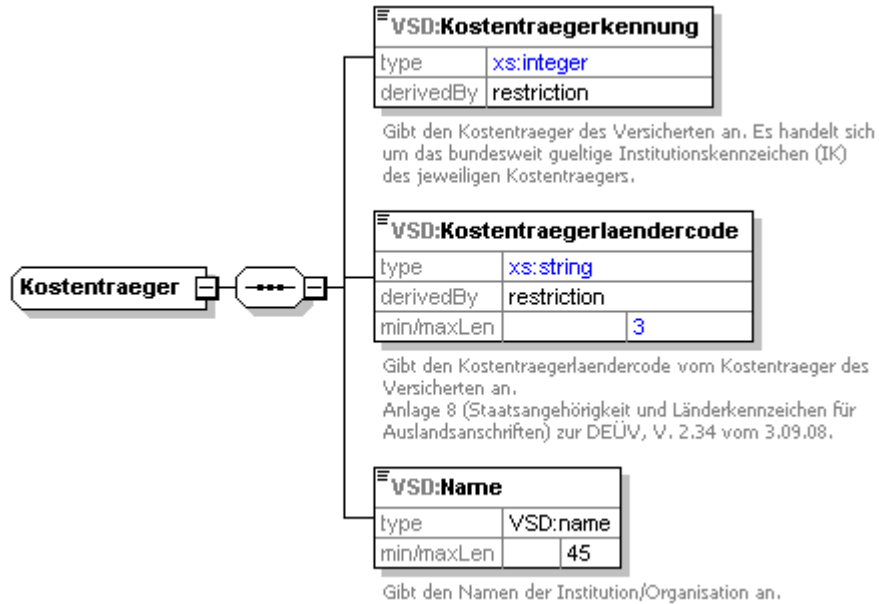 VSD:Kostentraegerkennung
type xs:integer
derivedBy restriction
Gibt den Kostentraeger des Versicherten an. Es handelt sich
um das bundesweit gueltige Institutionskennzeichen (IK)
des jeweiligen Kostentraegers.
VSD:Kostentraegerlaendercode
type xs:string
derivedBy restriction
min/maxLen 3
Gibt den Kostentraegerlaendercode vom Kostentraeger des
Versicherten an.
Anlage 8 (Staatsangehörigkeit und Länderkennzeichen für
Auslandsanschriften) zur DEÜV, V. 2.34 vom 3.09.08.
Kostentraeger
VSD:Name
type VSD:name
min/maxLen 45
Gibt den Namen der Institution/Organisation an.